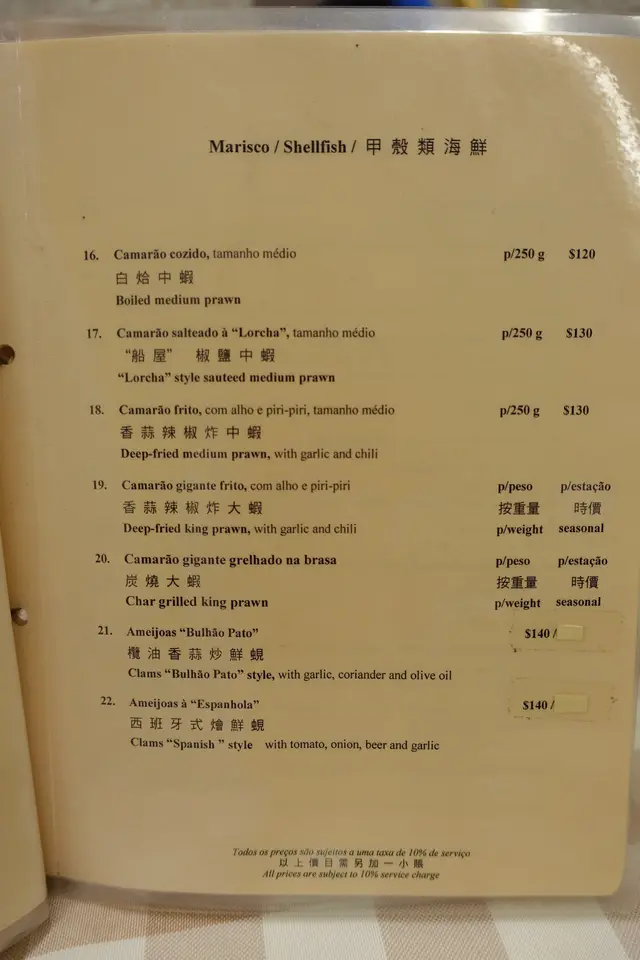 Marisco / Shellfish / 甲殼類海鮮
16. Camarão cozido, tamanho médio p/250 g $120
白烚中蝦
Boiled medium prawn
17. Camarão salteado à “Lorcha”, tamanho médio p/250 g $130
“船屋” 椒鹽中蝦
“Lorcha” style sauteed medium prawn
18. Camarão frito, com alho e piri-piri, tamanho médio p/250 g $130
香蒜辣椒炸中蝦
Deep-fried medium prawn, with garlic and chili
19. Camarão gigante frito, com alho e piri-piri p/peso p/estação
香蒜辣椒炸大蝦 按重量 時價
Deep-fried king prawn, with garlic and chili p/weight seasonal
20. Camarão gigante grelhado na brasa p/peso p/estação
炭燒大蝦 按重量 時價
Char grilled king prawn p/weight seasonal
21. Ameijoas “Bulhão Pato” $140 /
欖油香蒜炒鮮蜆
Clams “Bulhão Pato” style, with garlic, coriander and olive oil
22. Ameijoas à “Espanhola” $140 /
西班牙式燴鮮蜆
Clams “Spanish ” style with tomato, onion, beer and garlic
Todos os preços são sujeitos a uma taxa de 10% de serviço
以上價目需另加一小賬
All prices are subject to 10% service charge